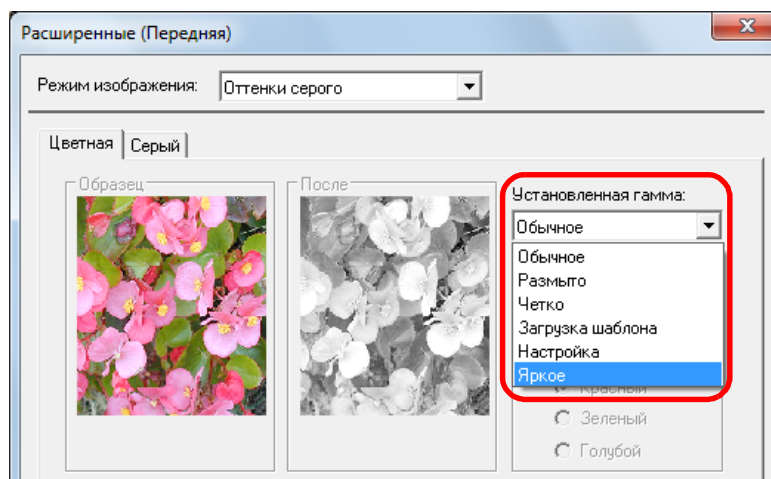 Расширенные (Передняя)
Режим изображения: Оттенки серого
Цветная Серый
Образец После Установленная гамма:
Обычное
Обычное
Размыто
Четко
Загрузка шаблона
Настройка
Яркое
Красный
Зеленый
Голубой